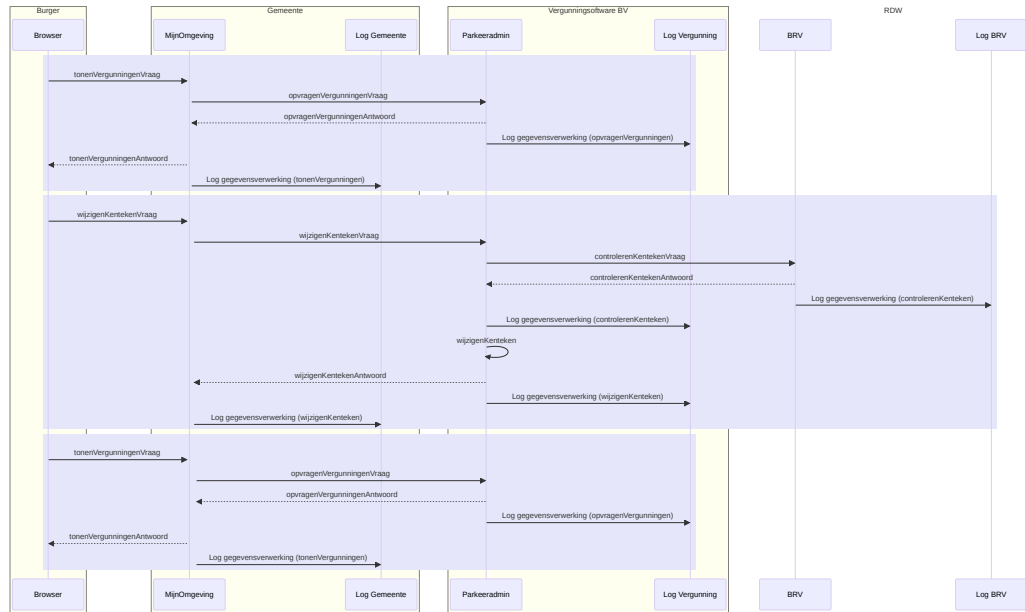 Burger
Gemeente
Vergunningsoftware BV
RDW
Browser
MijnOmgeving
Log Gemeente
Parkeeradmin
Log Vergunning
BRV
Log BRV
tonenVergunningenVraag
opvragenVergunningenVraag
opvragenVergunningenAntwoord
Log gegevensverwerking (opvragenVergunningen)
tonenVergunningenAntwoord
Log gegevensverwerking (tonenVergunningen)
wijzigenKentekenVraag
wijzigenKentekenVraag
controlerenKentekenVraag
controlerenKentekenAntwoord
Log gegevensverwerking (controlerenKenteken)
Log gegevensverwerking (controlerenKenteken)
wijzigenKenteken
wijzigenKentekenAntwoord
Log gegevensverwerking (wijzigenKenteken)
Log gegevensverwerking (wijzigenKenteken)
tonenVergunningenVraag
opvragenVergunningenVraag
opvragenVergunningenAntwoord
Log gegevensverwerking (opvragenVergunningen)
tonenVergunningenAntwoord
Log gegevensverwerking (tonenVergunningen)
Browser
MijnOmgeving
Log Gemeente
Parkeeradmin
Log Vergunning
BRV
Log BRV